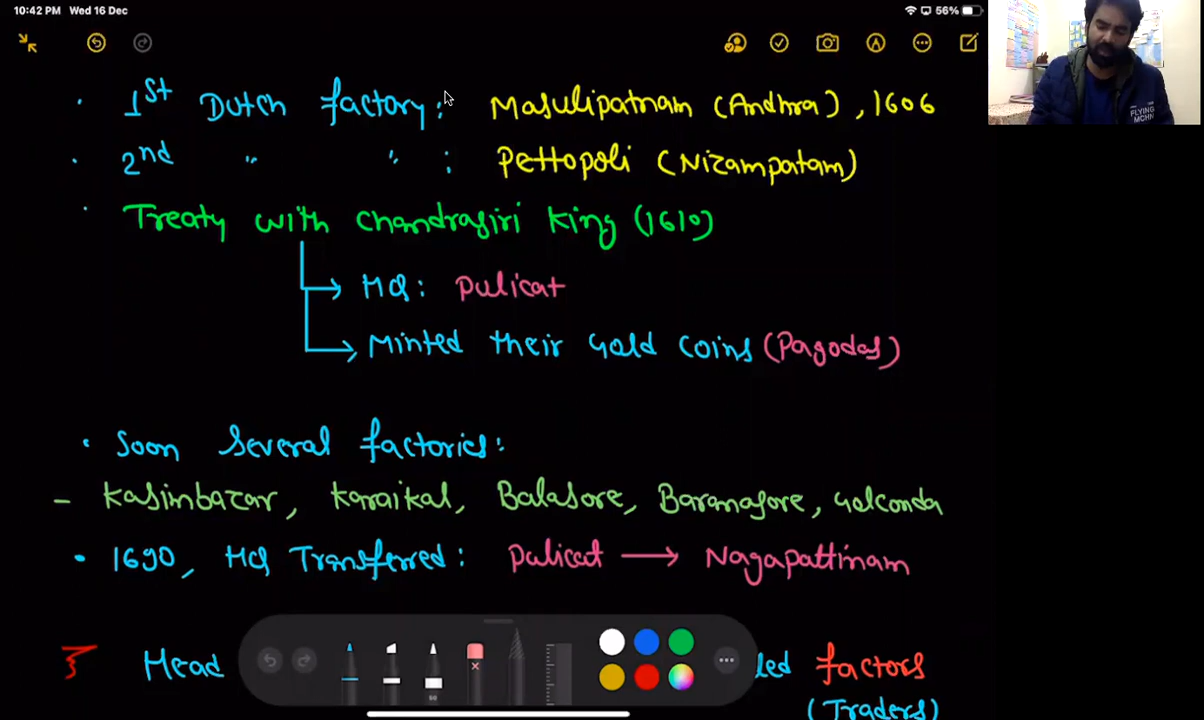 10:42 PM Wed 16 Dec
56%
FLYING MCHN
• 1st Dutch factory: Masulipatnam (Andhra), 1606
• 2nd " " : Pettopoli (Nizampatam)
• Treaty with Chandragiri King (1610)
HQ: Pulicat
Minted their Gold coins (Pagodas)
• Soon Several factories:
- Kasimbazar, Karaikal, Balasore, Baranagore, Golconda
• 1690, HQ Transferred: Pulicat → Nagapattinam
Head led factors
(Traders)